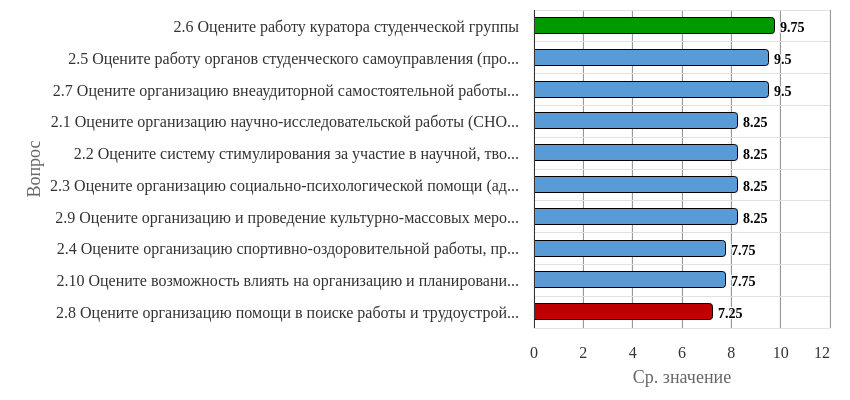 2.6 Оцените работу куратора студенческой группы
9.75
2.5 Оцените работу органов студенческого самоуправления (про...
9.5
2.7 Оцените организацию внеаудиторной самостоятельной работы...
9.5
2.1 Оцените организацию научно-исследовательской работы (СНО...
8.25
2.2 Оцените систему стимулирования за участие в научной, тво...
8.25
2.3 Оцените организацию социально-психологической помощи (ад...
8.25
2.9 Оцените организацию и проведение культурно-массовых меро...
8.25
2.4 Оцените организацию спортивно-оздоровительной работы, пр...
7.75
2.10 Оцените возможность влиять на организацию и планировани...
7.75
2.8 Оцените организацию помощи в поиске работы и трудоустрой...
7.25
Вопрос
0 2 4 6 8 10 12
Ср. значение